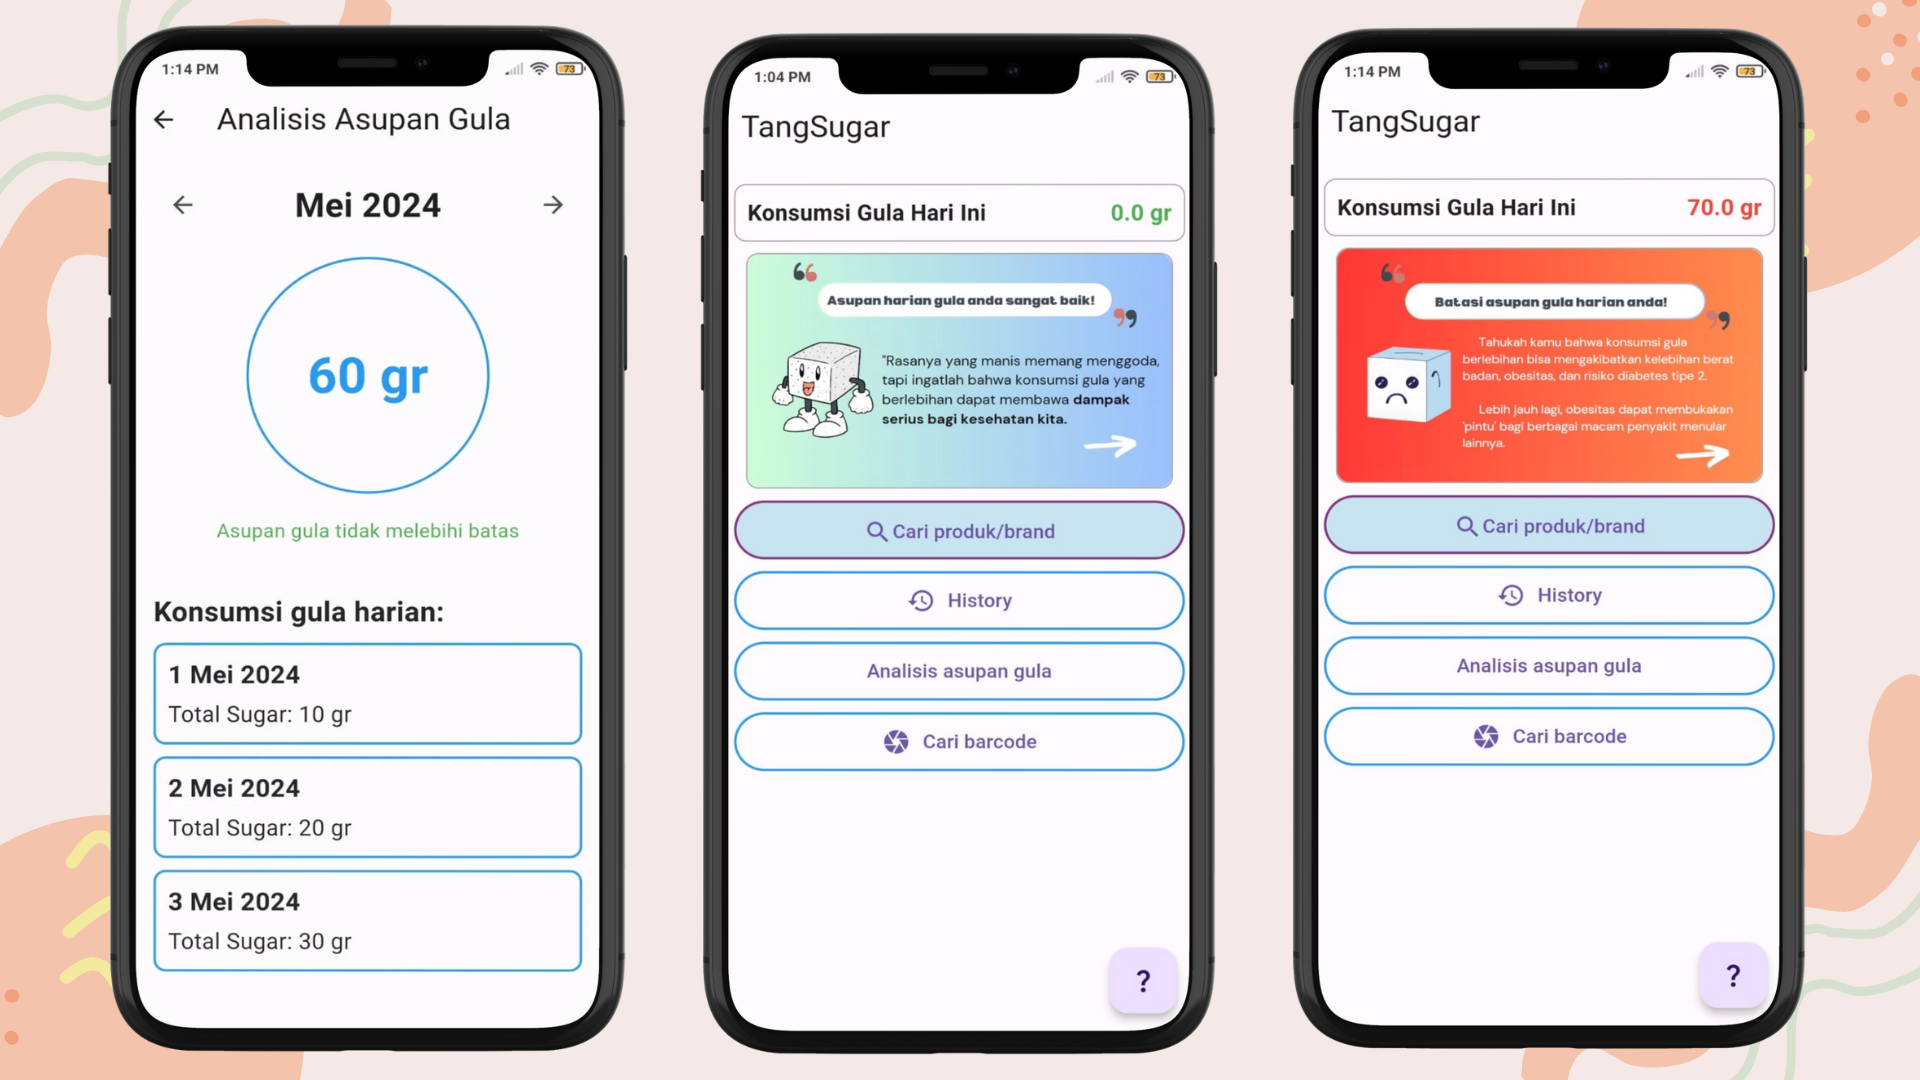 1:14 PM
73
Analisis Asupan Gula
Mei 2024
60 gr
Asupan gula tidak melebihi batas
Konsumsi gula harian:
1 Mei 2024
Total Sugar: 10 gr
2 Mei 2024
Total Sugar: 20 gr
3 Mei 2024
Total Sugar: 30 gr
1:04 PM
73
TangSugar
Konsumsi Gula Hari Ini 0.0 gr
Asupan harian gula anda sangat baik!
"Rasanya yang manis memang menggoda,
tapi ingatlah bahwa konsumsi gula yang
berlebihan dapat membawa dampak
serius bagi kesehatan kita.
Cari produk/brand
History
Analisis asupan gula
Cari barcode
?
1:14 PM
73
TangSugar
Konsumsi Gula Hari Ini 70.0 gr
Batasi asupan gula harian anda!
Tahukah kamu bahwa konsumsi gula
berlebihan bisa mengakibatkan kelebihan berat
badan, obesitas, dan risiko diabetes tipe 2.
Lebih jauh lagi, obesitas dapat membukakan
'pintu' bagi berbagai macam penyakit menular
lainnya.
Cari produk/brand
History
Analisis asupan gula
Cari barcode
?